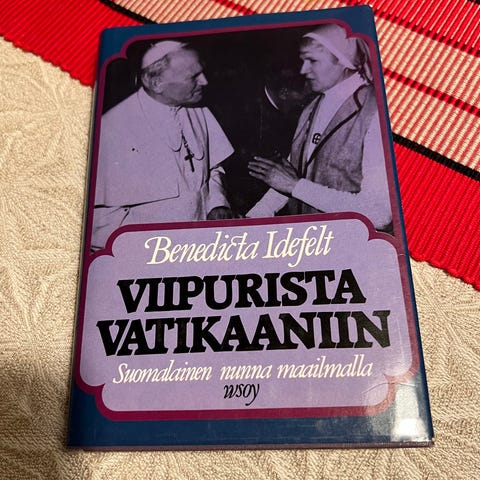 Benedicta Idefelt
VIIPURISTA
VATIKAANIIN
Suomalainen nunna maailmalla
wsoy